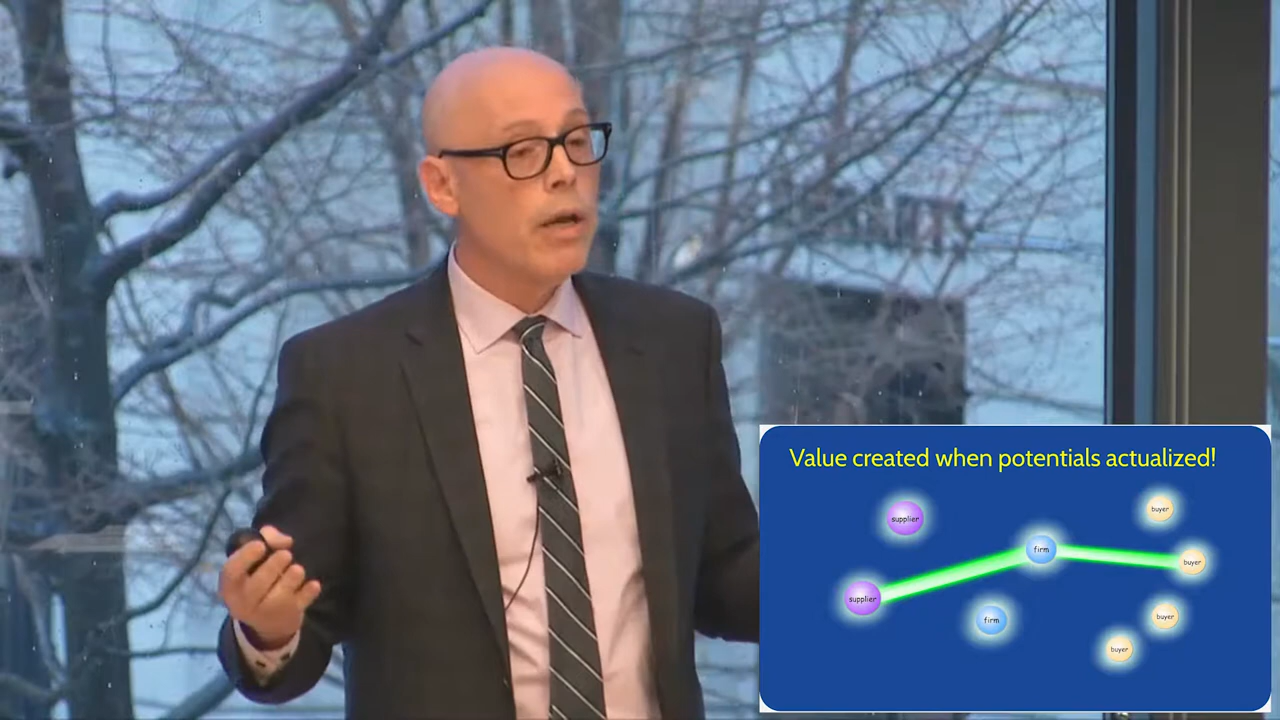 Value created when potentials actualized!
buyer
supplier
firm
buyer
supplier
firm
buyer
buyer